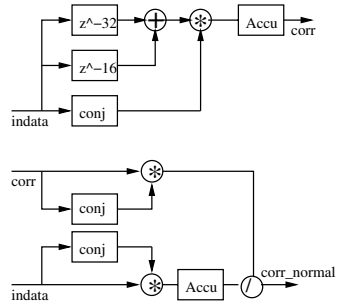 z^-32
+
*
Accu
corr
z^-16
conj
indata
corr
*
conj
conj
indata
*
Accu
/
corr_normal